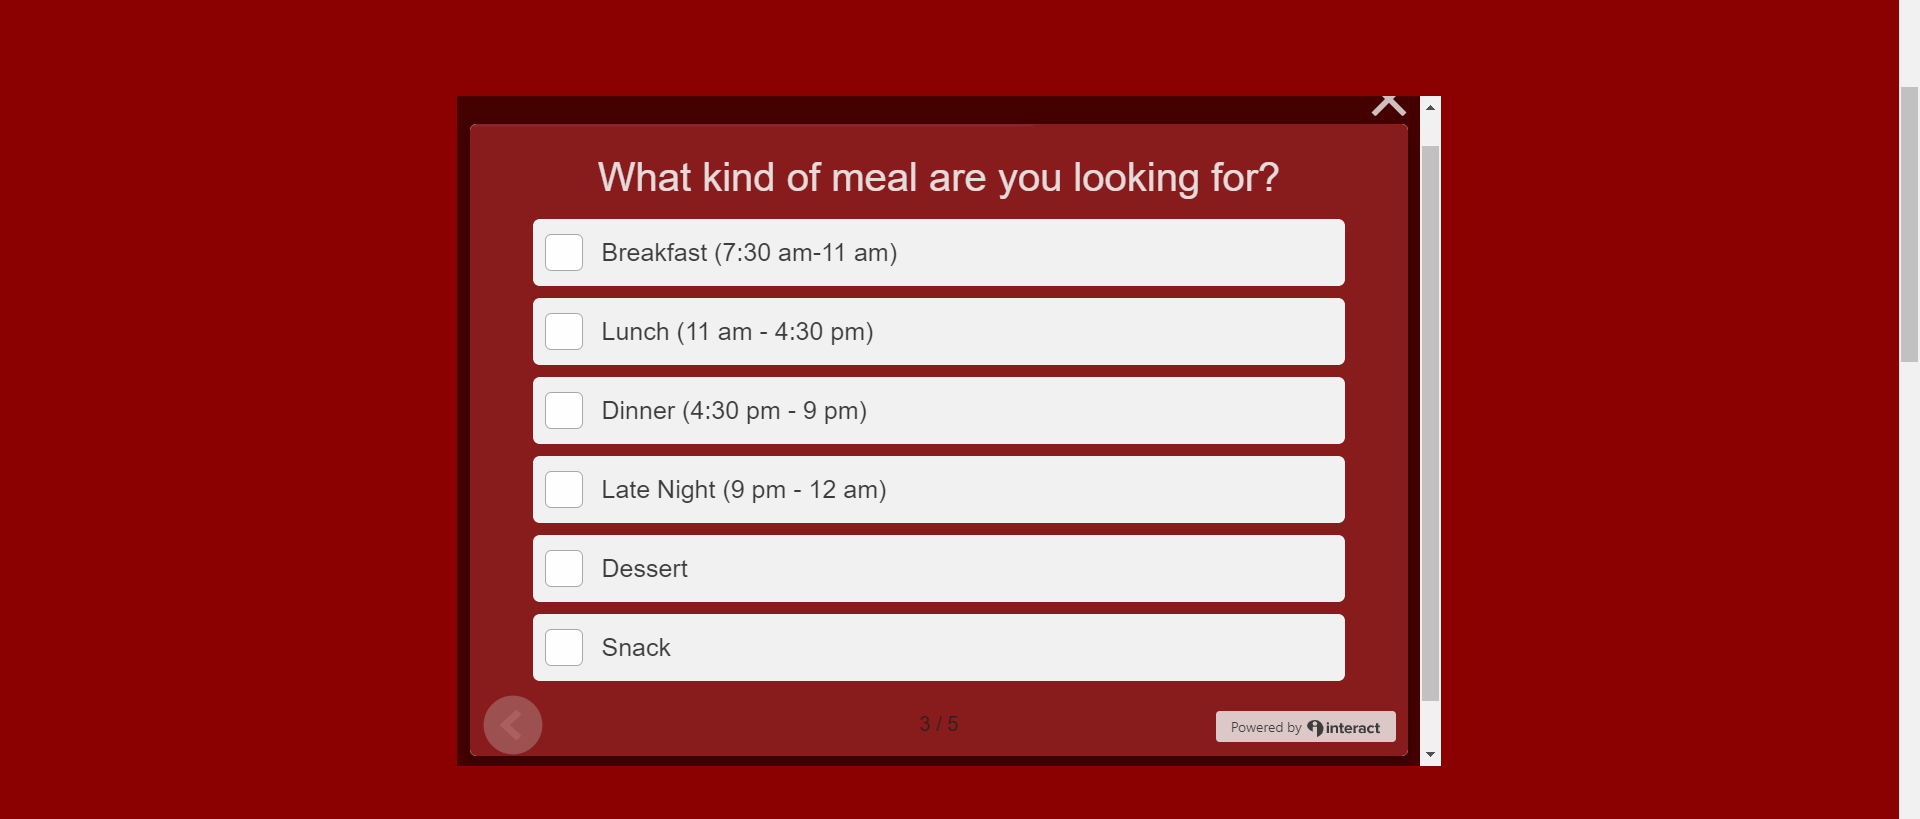 What kind of meal are you looking for?
Breakfast (7:30 am-11 am)
Lunch (11 am - 4:30 pm)
Dinner (4:30 pm - 9 pm)
Late Night (9 pm - 12 am)
Dessert
Snack
3 / 5
Powered by interact